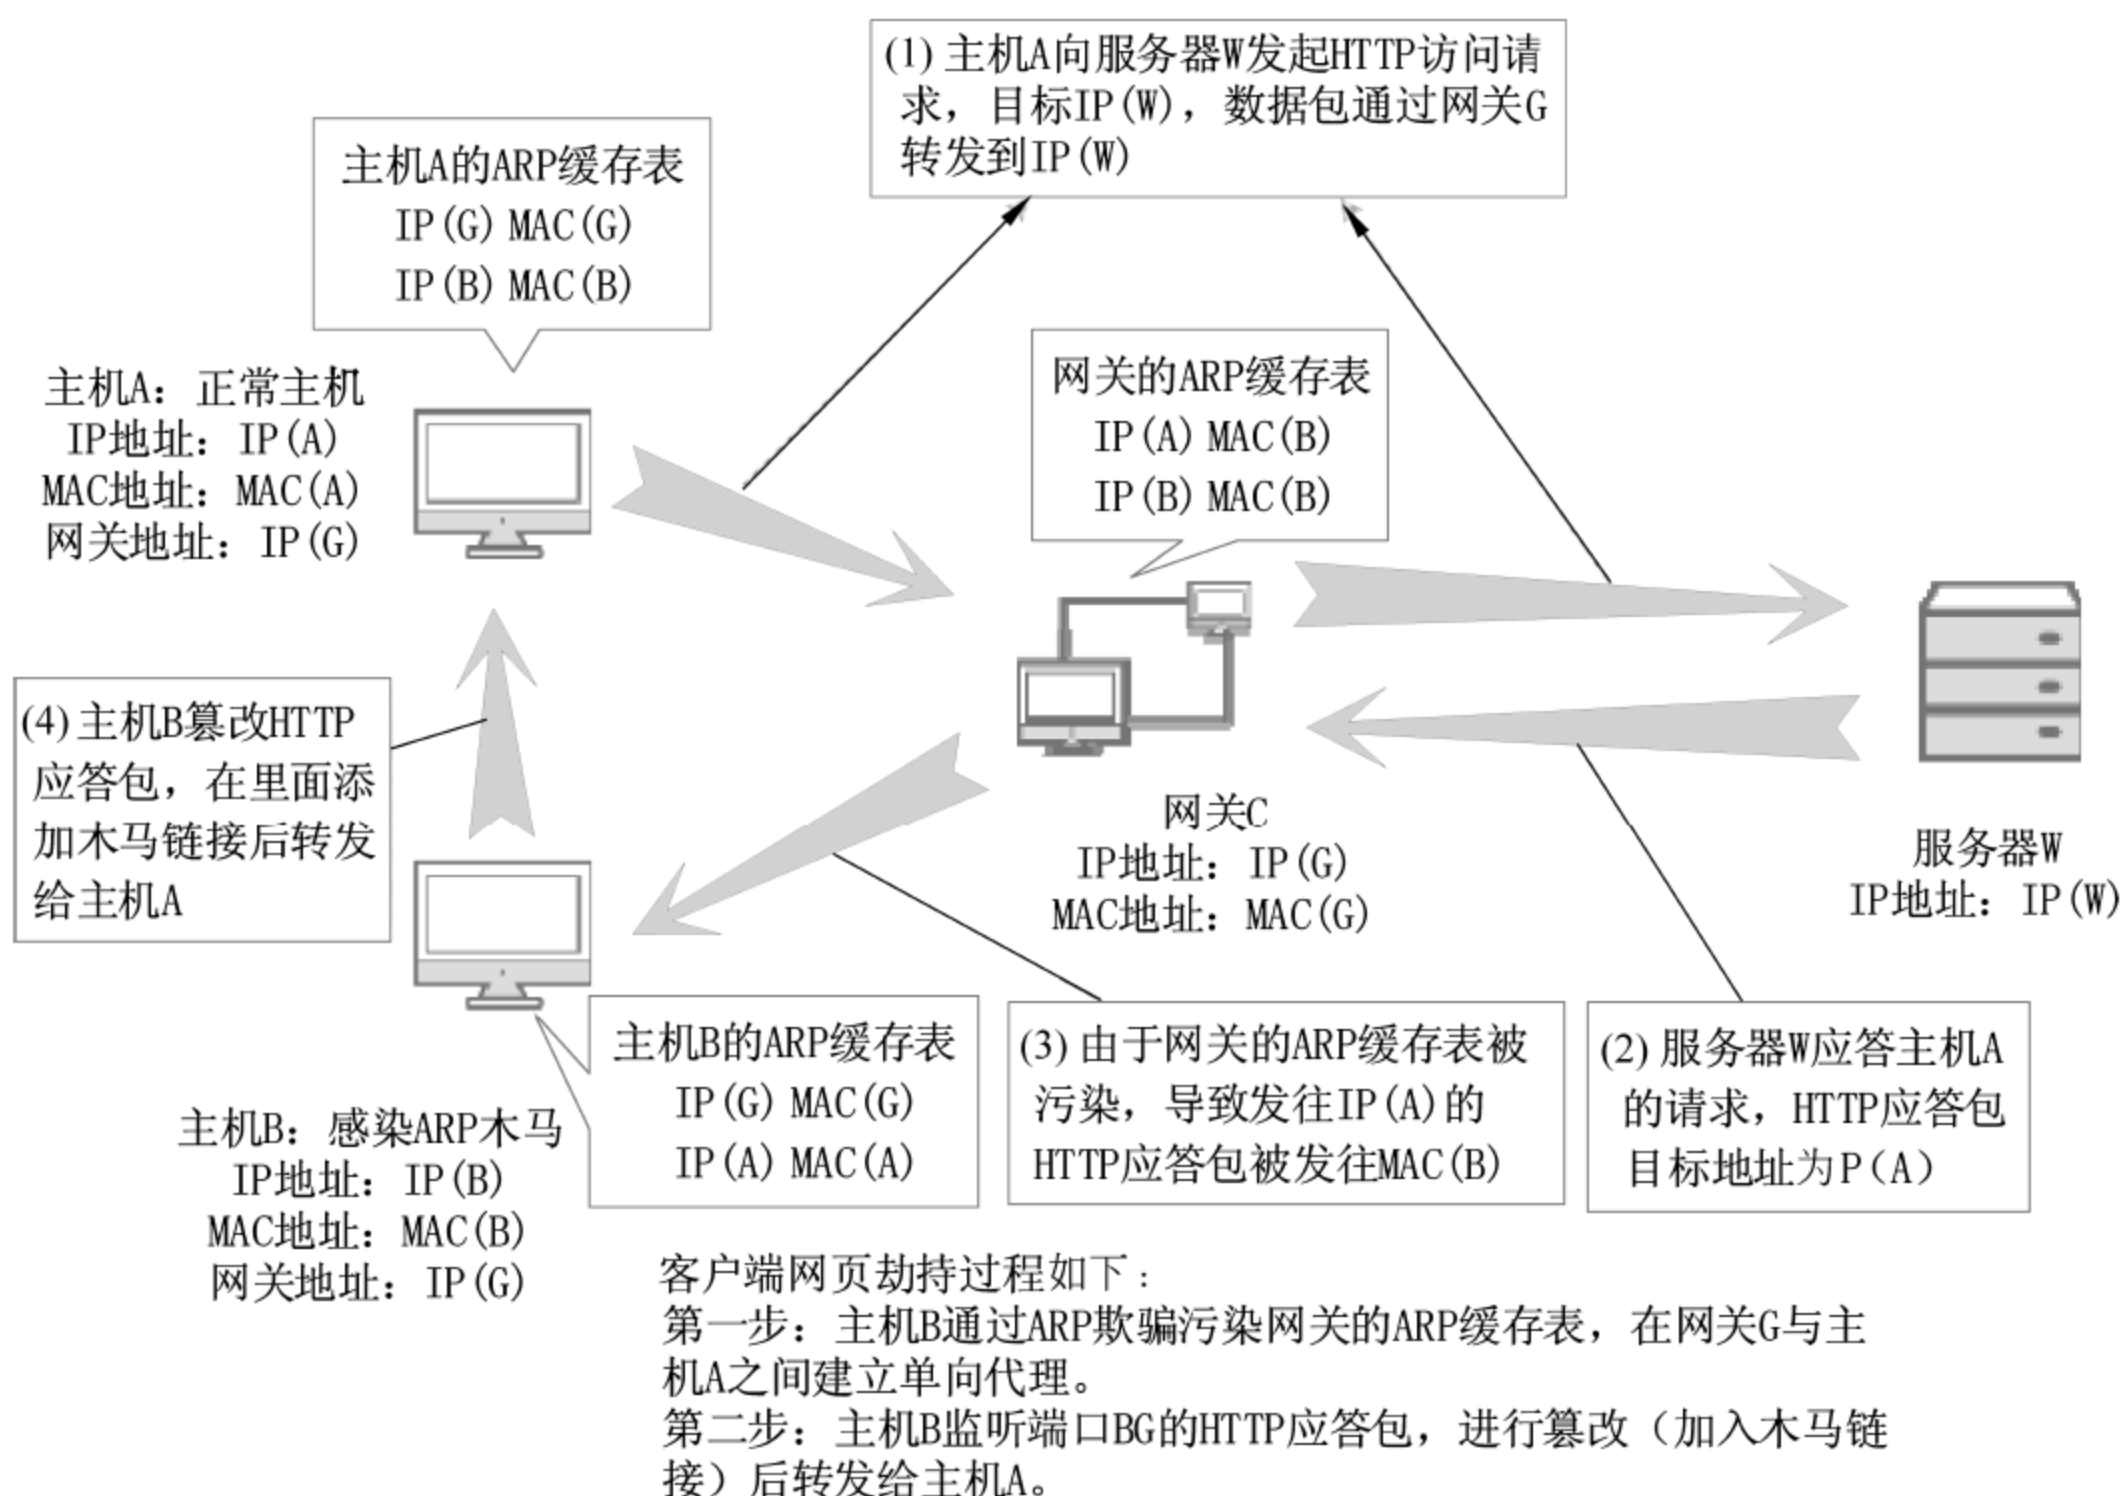 (1) 主机A向服务器W发起HTTP访问请
求，目标IP(W)，数据包通过网关G
转发到IP(W)
主机A的ARP缓存表
IP(G) MAC(G)
IP(B) MAC(B)
主机A：正常主机
IP地址：IP(A)
MAC地址：MAC(A)
网关地址：IP(G)
网关的ARP缓存表
IP(A) MAC(B)
IP(B) MAC(B)
(4) 主机B篡改HTTP
应答包，在里面添
加木马链接后转发
给主机A
网关C
IP地址：IP(G)
MAC地址：MAC(G)
服务器W
IP地址：IP(W)
主机B的ARP缓存表
IP(G) MAC(G)
IP(A) MAC(A)
(3) 由于网关的ARP缓存表被
污染，导致发往IP(A)的
HTTP应答包被发往MAC(B)
(2) 服务器W应答主机A
的请求，HTTP应答包
目标地址为P(A)
主机B：感染ARP木马
IP地址：IP(B)
MAC地址：MAC(B)
网关地址：IP(G)
客户端网页劫持过程如下：
第一步：主机B通过ARP欺骗污染网关的ARP缓存表，在网关G与主
机A之间建立单向代理。
第二步：主机B监听端口BG的HTTP应答包，进行篡改（加入木马链
接）后转发给主机A。